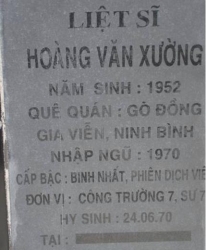 LIỆT SĨ
HOÀNG VĂN XƯỜNG
NĂM SINH : 1952
QUÊ QUÁN : GÒ ĐỒNG
GIA VIỄN, NINH BÌNH
NHẬP NGŨ : 1970
CẤP BẬC : BINH NHẤT, PHIÊN DỊCH VIÊ
ĐƠN VỊ : CÔNG TRƯỜNG 7, SƯ 7
HY SINH : 24.06.70
TẠI :